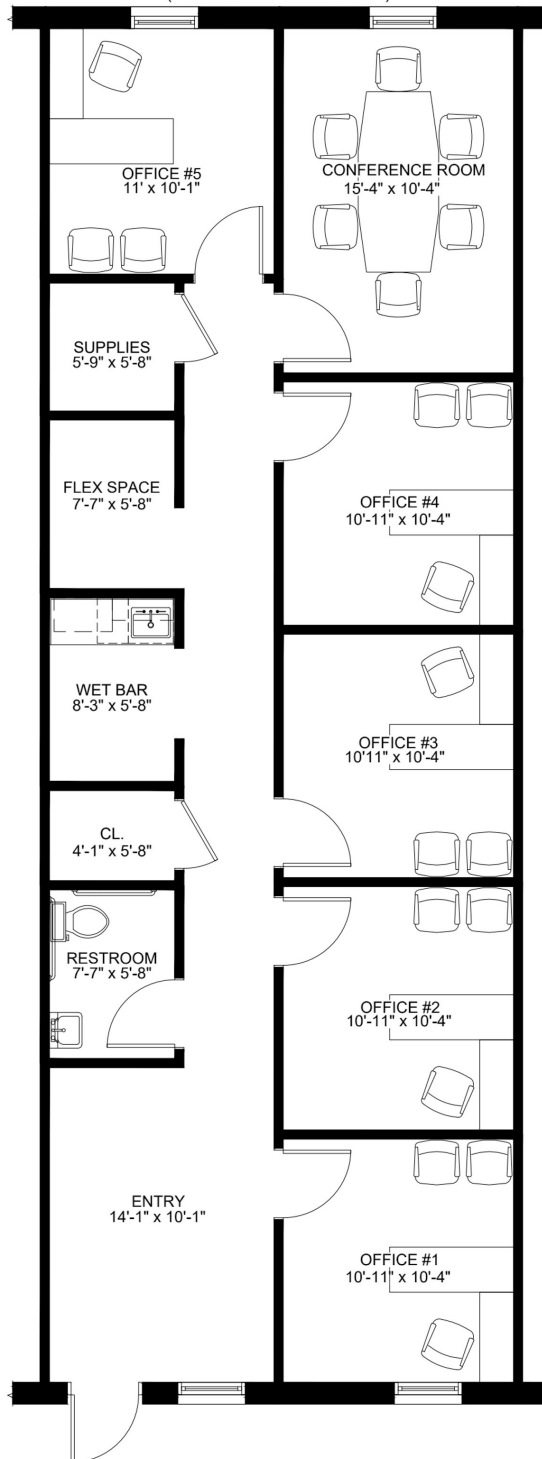 OFFICE #5
11' x 10'-1"
CONFERENCE ROOM
15'-4" x 10'-4"
SUPPLIES
5'-9" x 5'-8"
FLEX SPACE
7'-7" x 5'-8"
OFFICE #4
10'-11" x 10'-4"
WET BAR
8'-3" x 5'-8"
OFFICE #3
10'11" x 10'-4"
CL.
4'-1" x 5'-8"
RESTROOM
7'-7" x 5'-8"
OFFICE #2
10'-11" x 10'-4"
ENTRY
14'-1" x 10'-1"
OFFICE #1
10'-11" x 10'-4"